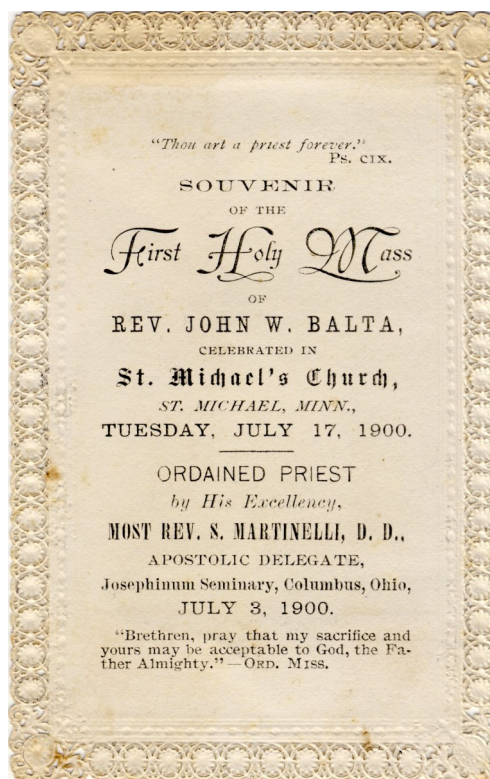 "Thou art a priest forever."
Ps. CIX.
SOUVENIR
OF THE
First Holy Mass
OF
REV. JOHN W. BALTA,
CELEBRATED IN
St. Michael's Church,
ST. MICHAEL, MINN.,
TUESDAY, JULY 17, 1900.
ORDAINED PRIEST
by His Excellency,
MOST REV. S. MARTINELLI, D. D.,
APOSTOLIC DELEGATE,
Josephinum Seminary, Columbus, Ohio,
JULY 3, 1900.
"Brethren, pray that my sacrifice and
yours may be acceptable to God, the Fa-
ther Almighty."—ORD. MISS.